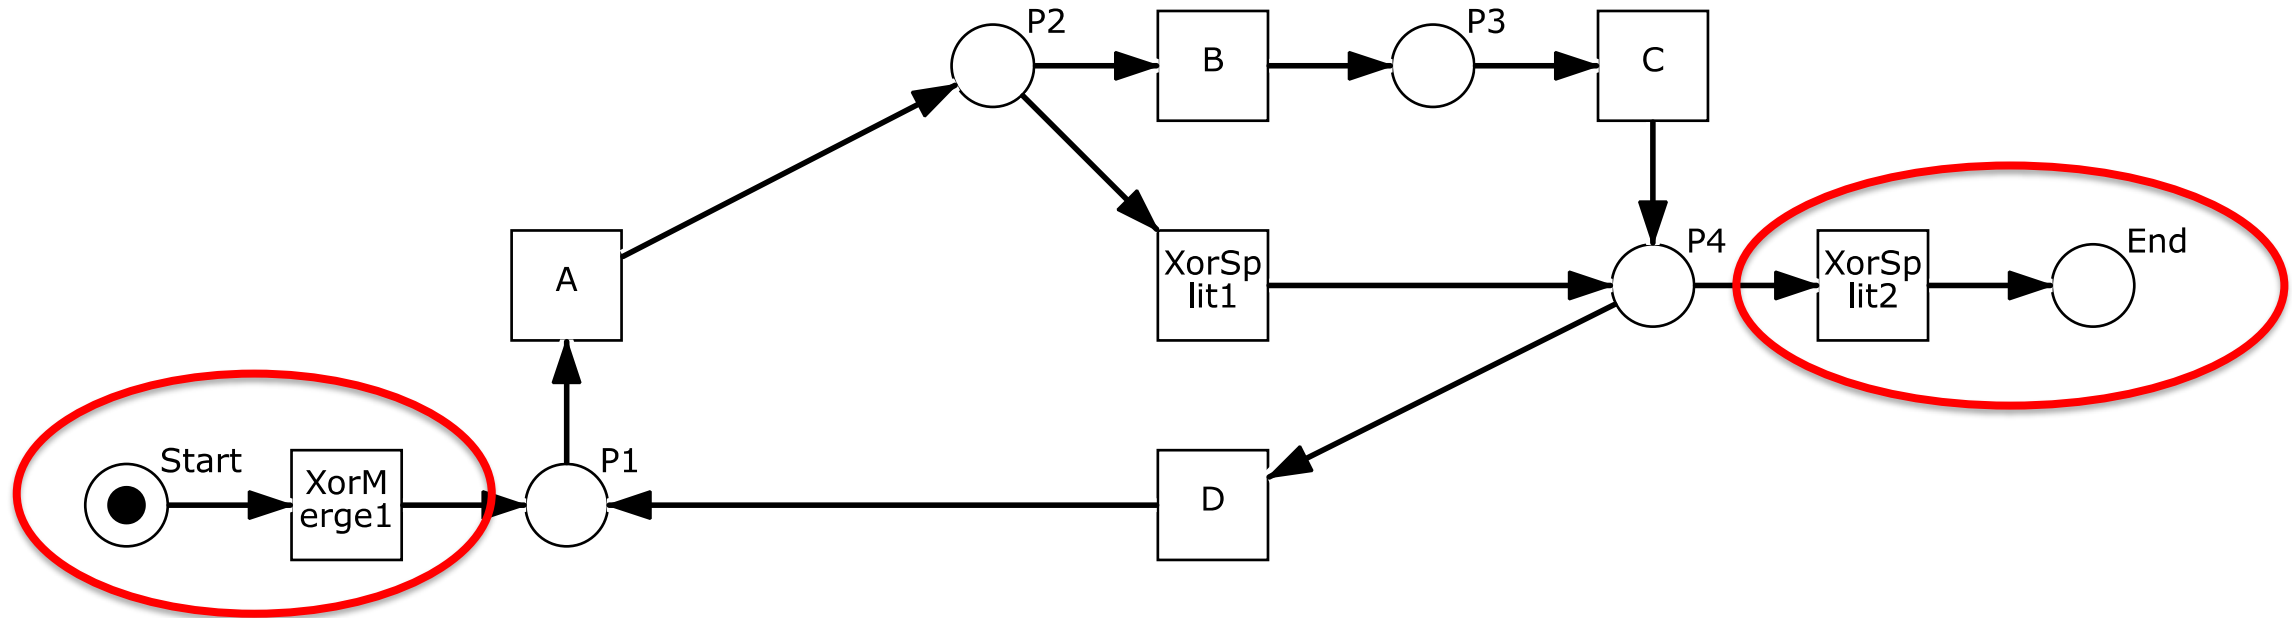 P2
B
P3
C
A
XorSp
lit1
P4
XorSp
lit2
End
Start
XorM
erge1
P1
D